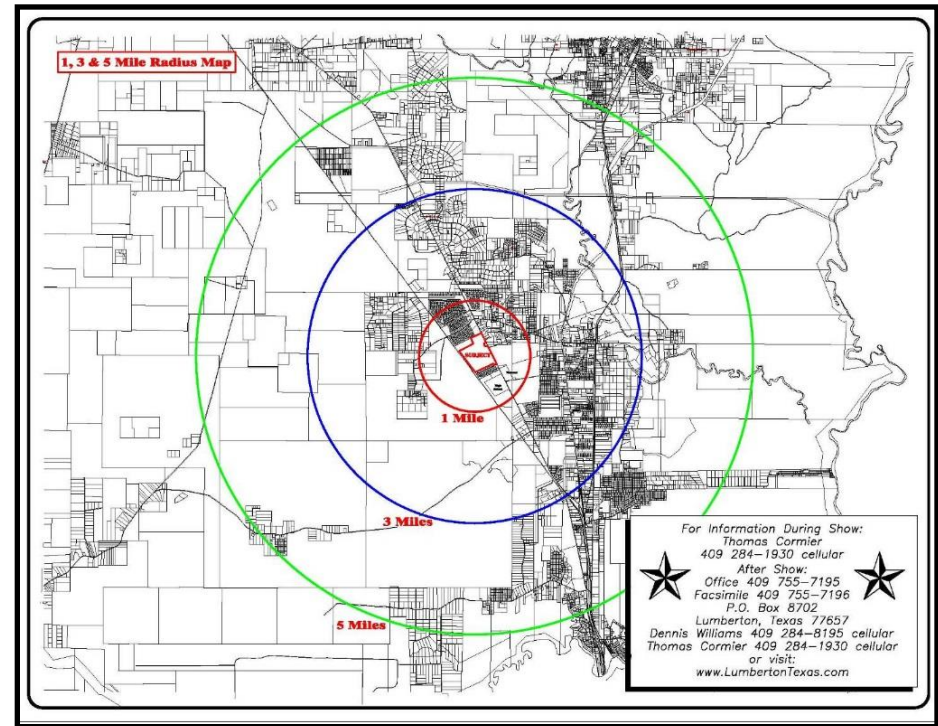 1, 3 & 5 Mile Radius Map
SUBJECT
1 Mile
3 Miles
5 Miles
For Information During Show:
Thomas Cormier
409 284-1930 cellular
After Show:
Office 409 755-7195
Facsimile 409 755-7196
P.O. Box 8702
Lumberton, Texas 77657
Dennis Williams 409 284-8195 cellular
Thomas Cormier 409 284-1930 cellular
or visit:
www.LumbertonTexas.com